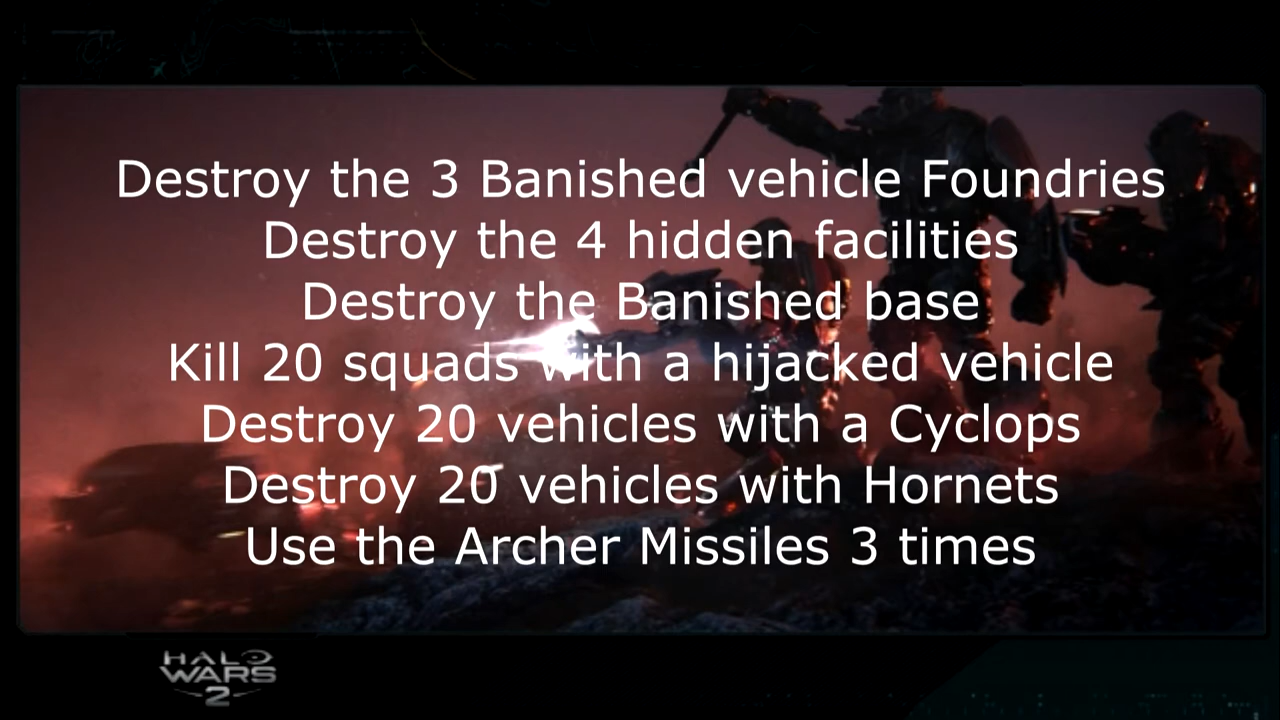 Destroy the 3 Banished vehicle Foundries
Destroy the 4 hidden facilities
Destroy the Banished base
Kill 20 squads with a hijacked vehicle
Destroy 20 vehicles with a Cyclops
Destroy 20 vehicles with Hornets
Use the Archer Missiles 3 times
HALO
WARS
2